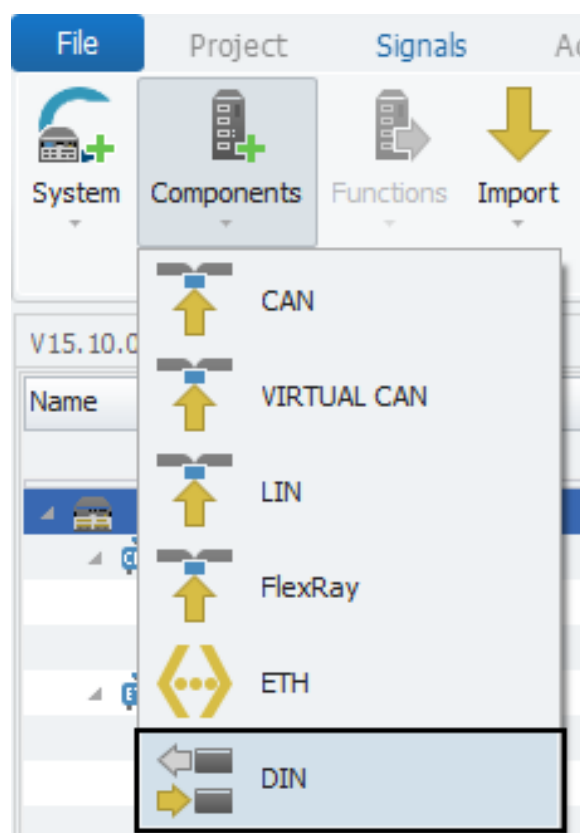 File Project Signals
System Components Functions Import
CAN
V15.10.0
VIRTUAL CAN
Name
LIN
FlexRay
ETH
DIN